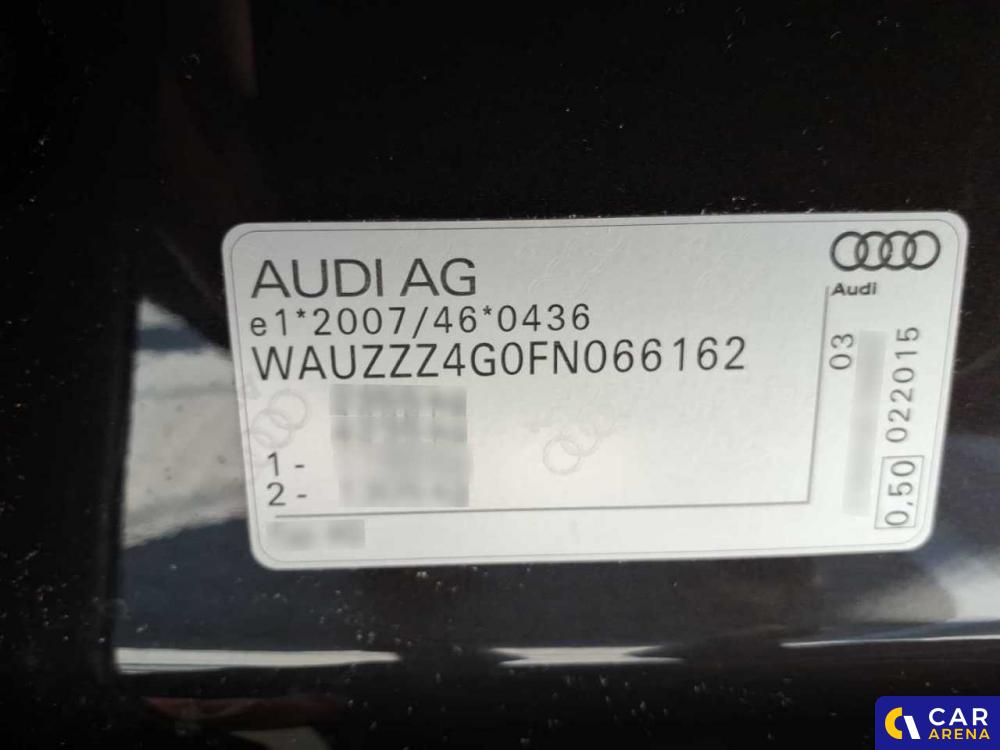 AUDI AG
e1*2007/46*0436
WAUZZZ4G0FN066162
1 -
2 -
Audi
03
0,50 022015
CAR
ARENA